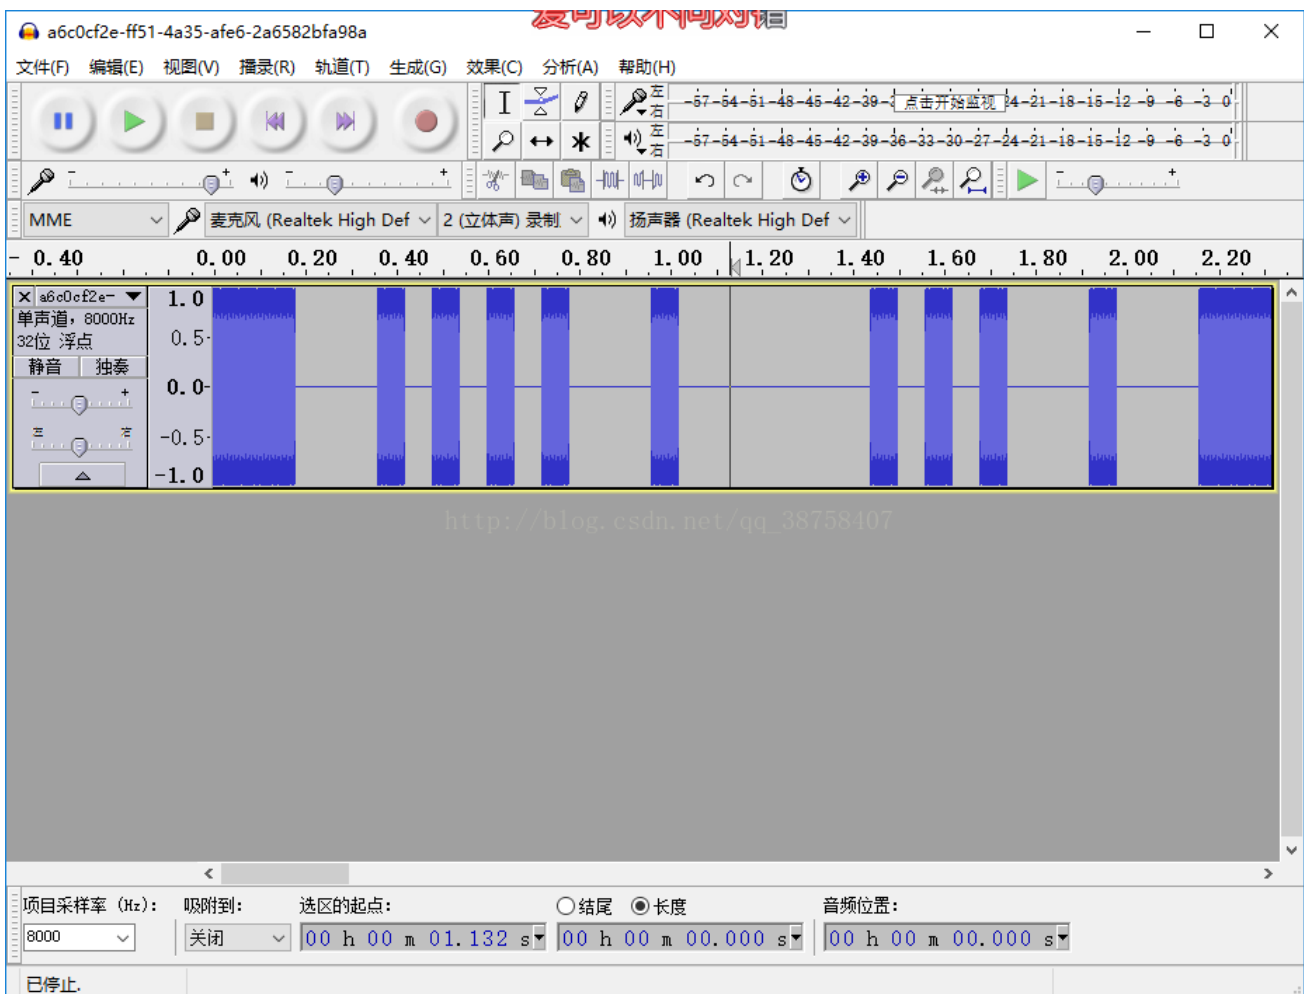 爱可以不问对错
a6c0cf2e-ff51-4a35-afe6-2a6582bfa98a
文件(F) 编辑(E) 视图(V) 播录(R) 轨道(T) 生成(G) 效果(C) 分析(A) 帮助(H)
左 右 -57 -54 -51 -48 -45 -42 -39 点击开始监视 -21 -18 -15 -12 -9 -6 -3 0
左 右 -57 -54 -51 -48 -45 -42 -39 -36 -33 -30 -27 -24 -21 -18 -15 -12 -9 -6 -3 0
MME 麦克风 (Realtek High Def 2 (立体声) 录制 扬声器 (Realtek High Def
- 0.40 0.00 0.20 0.40 0.60 0.80 1.00 1.20 1.40 1.60 1.80 2.00 2.20
a6c0cf2e- 1.0
单声道, 8000Hz
32位 浮点 0.5
静音 独奏
- + 0.0
左 右 -0.5
-1.0
http://blog.csdn.net/qq_38758407
项目采样率 (Hz): 吸附到: 选区的起点: 结尾 长度 音频位置:
8000 关闭 00 h 00 m 01.132 s 00 h 00 m 00.000 s 00 h 00 m 00.000 s
已停止.